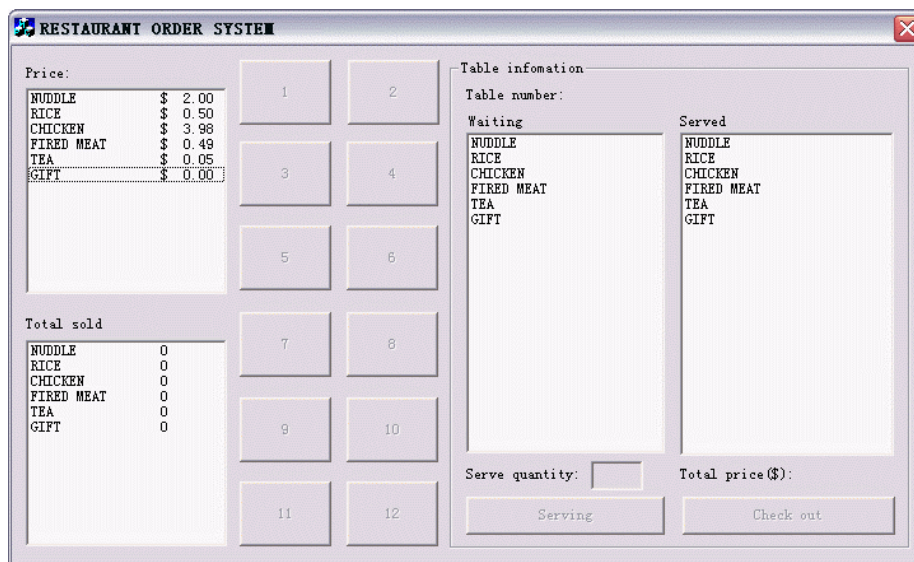 RESTAURANT ORDER SYSTEM
Price:
NUDDLE $ 2.00
RICE $ 0.50
CHICKEN $ 3.98
FIRED MEAT $ 0.49
TEA $ 0.05
GIFT $ 0.00
Total sold
NUDDLE 0
RICE 0
CHICKEN 0
FIRED MEAT 0
TEA 0
GIFT 0
1 2
3 4
5 6
7 8
9 10
11 12
Table infomation
Table number:
Waiting
NUDDLE
RICE
CHICKEN
FIRED MEAT
TEA
GIFT
Served
NUDDLE
RICE
CHICKEN
FIRED MEAT
TEA
GIFT
Serve quantity:
Total price($):
Serving
Check out